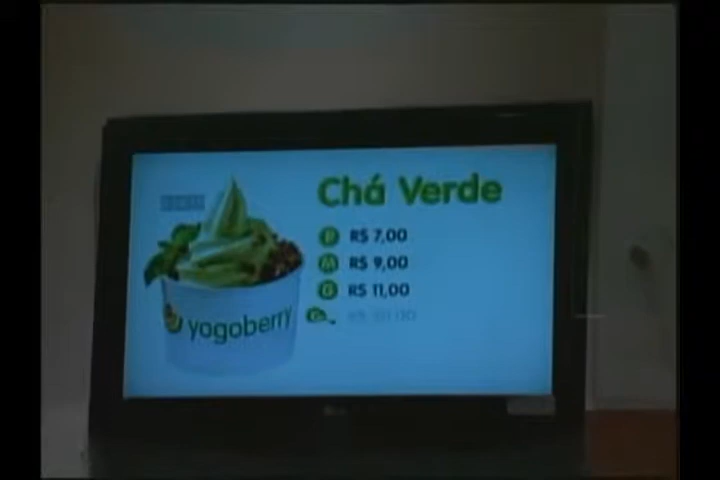 Chá Verde
P R$ 7,00
M R$ 9,00
G R$ 11,00
yogoberry